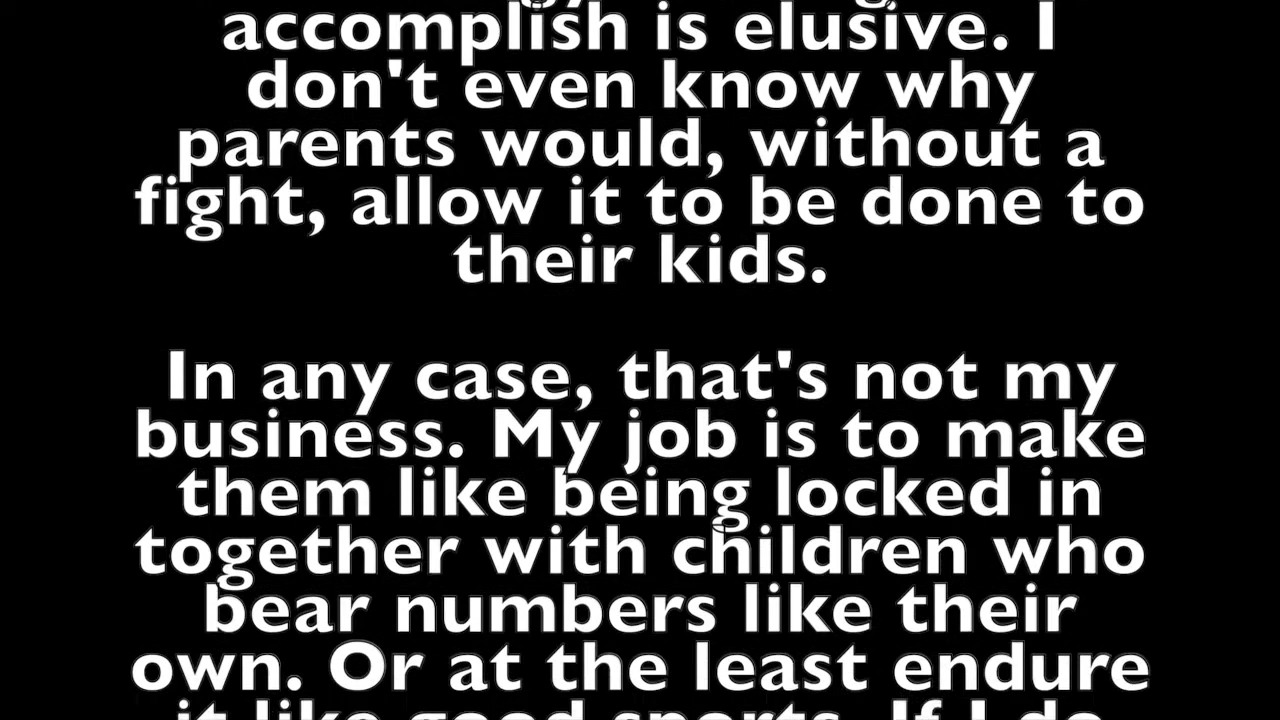 accomplish is elusive. I
don't even know why
parents would, without a
fight, allow it to be done to
their kids.
In any case, that's not my
business. My job is to make
them like being locked in
together with children who
bear numbers like their
own. Or at the least endure
it like good sports. If I do